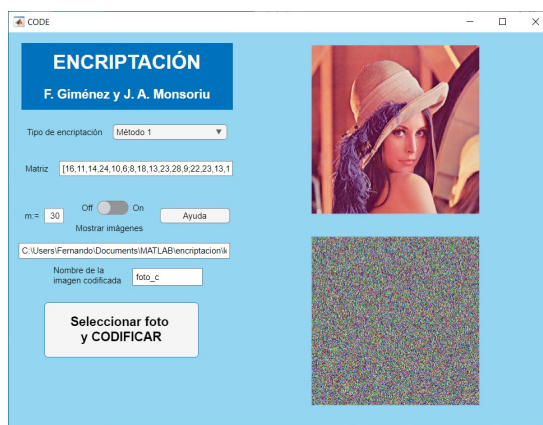 CODE
ENCRIPTACIÓN
F. Giménez y J. A. Monsoriu
Tipo de encriptación Método 1
Matriz [16,11,14,24,10,6;8,18,13,23,28,9;22,23,13,1
m:= 30 Off On Ayuda
Mostrar imágenes
C:\Users\Fernando\Documents\MATLAB\encriptacion\
Nombre de la
imagen codificada foto_c
Seleccionar foto
y CODIFICAR